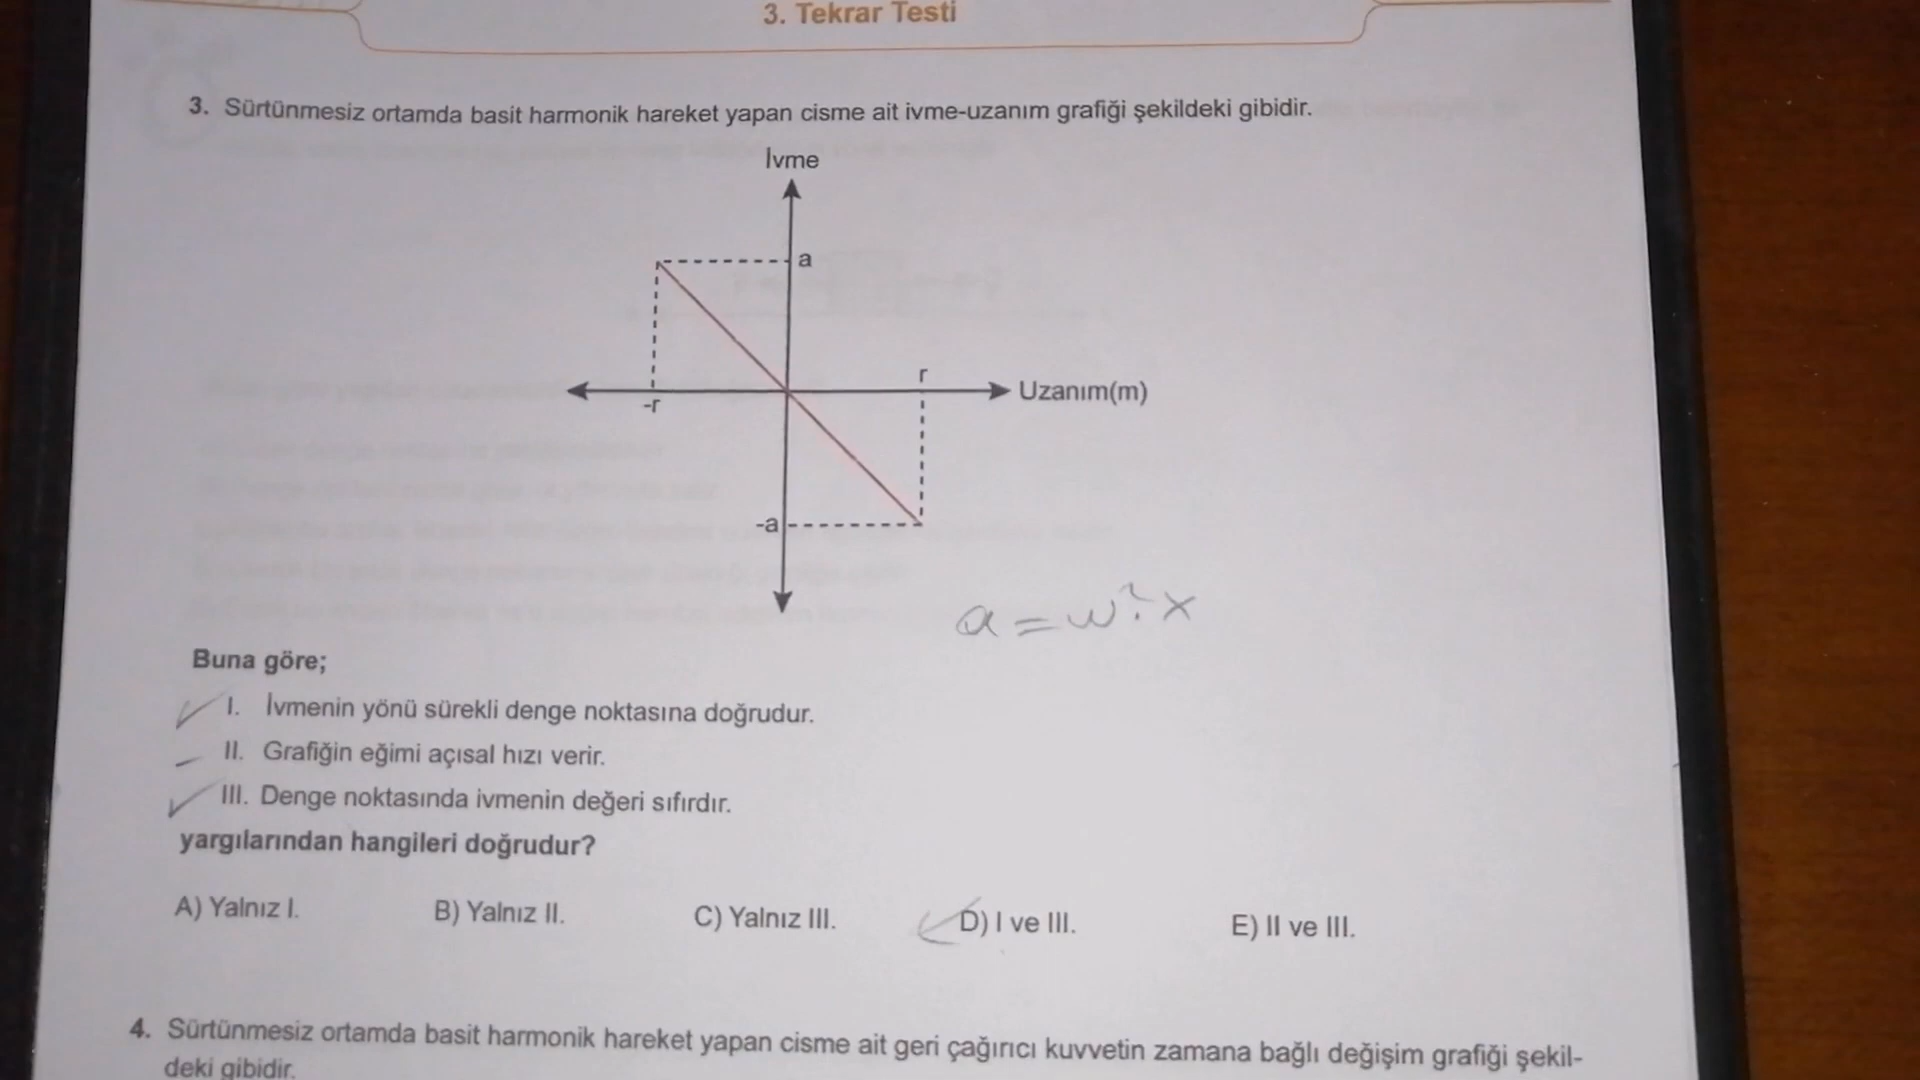 3. Tekrar Testi
3. Sürtünmesiz ortamda basit harmonik hareket yapan cisme ait ivme-uzanım grafiği şekildeki gibidir.
İvme
a
r
Uzanım(m)
-r
-a
a = w².x
Buna göre;
I. İvmenin yönü sürekli denge noktasına doğrudur.
II. Grafiğin eğimi açısal hızı verir.
III. Denge noktasında ivmenin değeri sıfırdır.
yargılarından hangileri doğrudur?
A) Yalnız I. B) Yalnız II. C) Yalnız III. D) I ve III. E) II ve III.
4. Sürtünmesiz ortamda basit harmonik hareket yapan cisme ait geri çağırıcı kuvvetin zamana bağlı değişim grafiği şekil-
deki gibidir.